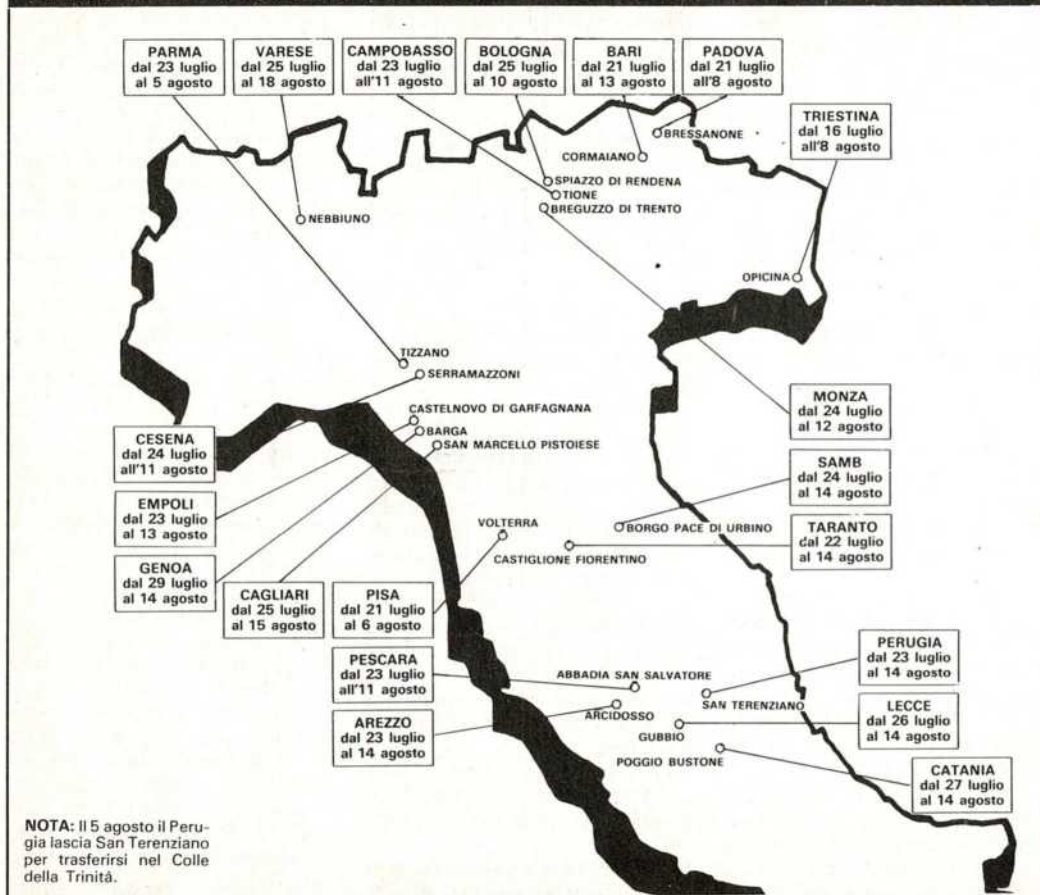 PARMA
dal 23 luglio
al 5 agosto
VARESE
dal 25 luglio
al 18 agosto
CAMPOBASSO
dal 23 luglio
all'11 agosto
BOLOGNA
dal 25 luglio
al 10 agosto
BARI
dal 21 luglio
al 13 agosto
PADOVA
dal 21 luglio
all'8 agosto
TRIESTINA
dal 16 luglio
all'8 agosto
BRESSANONE
CORMAIANO
SPIAZZO DI RENDENA
TIONE
BREGUZZO DI TRENTO
NEBBIUNO
OPICINA
TIZZANO
SERRAMAZZONI
CASTELNOVO DI GARFAGNANA
BARGA
SAN MARCELLO PISTOIESE
MONZA
dal 24 luglio
al 12 agosto
CESENA
dal 24 luglio
all'11 agosto
SAMB
dal 24 luglio
al 14 agosto
EMPOLI
dal 23 luglio
al 13 agosto
VOLTERRA
BORGO PACE DI URBINO
CASTIGLIONE FIORENTINO
TARANTO
dal 22 luglio
al 14 agosto
GENOA
dal 29 luglio
al 14 agosto
CAGLIARI
dal 25 luglio
al 15 agosto
PISA
dal 21 luglio
al 6 agosto
PESCARA
dal 23 luglio
all'11 agosto
ABBADIA SAN SALVATORE
SAN TERENZIANO
PERUGIA
dal 23 luglio
al 14 agosto
AREZZO
dal 23 luglio
al 14 agosto
ARCIDOSSO
GUBBIO
LECCE
dal 26 luglio
al 14 agosto
POGGIO BUSTONE
CATANIA
dal 27 luglio
al 14 agosto
NOTA: Il 5 agosto il Peru-
gia lascia San Terenziano
per trasferirsi nel Colle
della Trinitá.